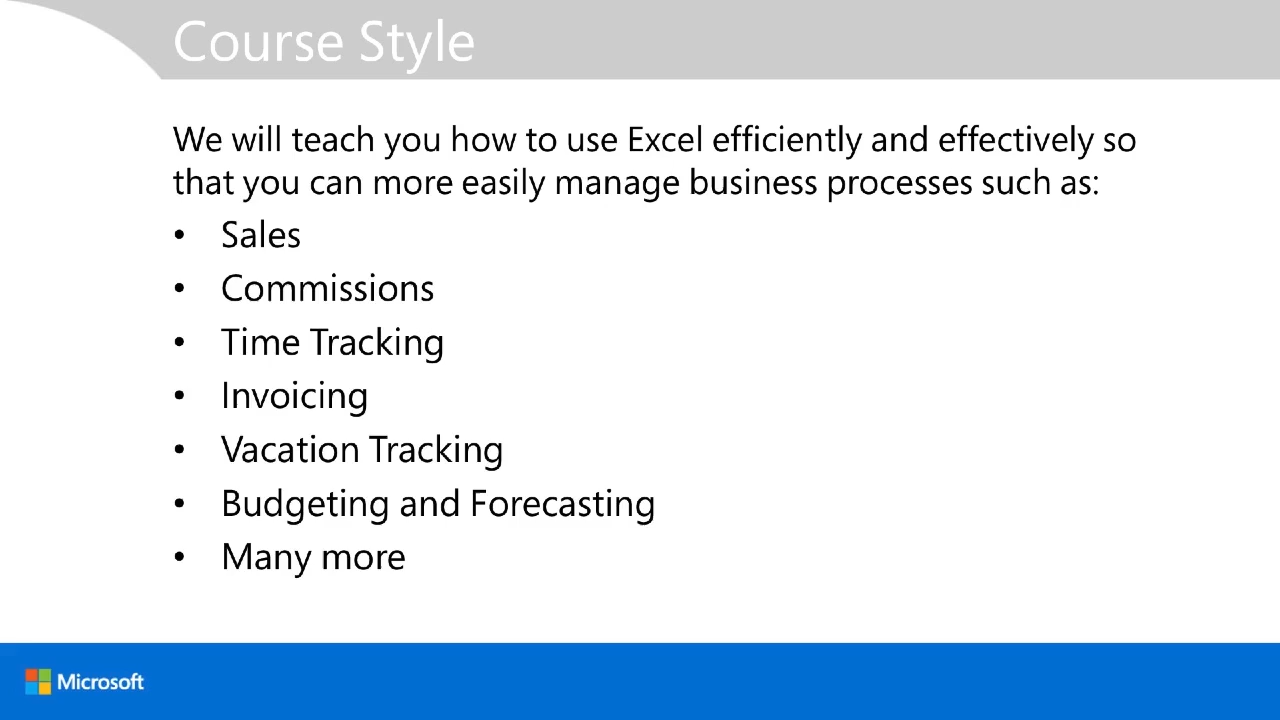 Course Style
We will teach you how to use Excel efficiently and effectively so
that you can more easily manage business processes such as:
• Sales
• Commissions
• Time Tracking
• Invoicing
• Vacation Tracking
• Budgeting and Forecasting
• Many more
Microsoft